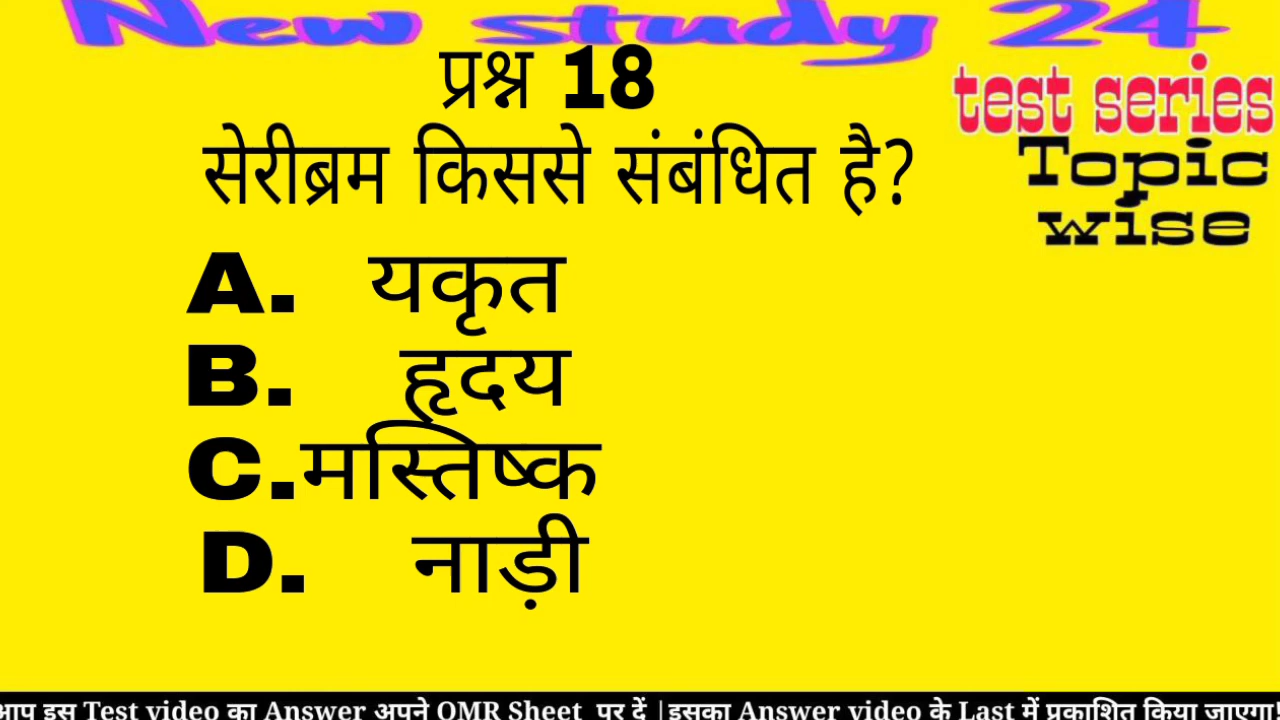 New study 24
प्रश्न 18
test series
Topic
wise
सेरीब्रम किससे संबंधित है?
A. यकृत
B. हृदय
C.मस्तिष्क
D. नाड़ी
आप इस Test video का Answer अपने OMR Sheet पर दें |इसका Answer video के Last में प्रकाशित किया जाएगा!